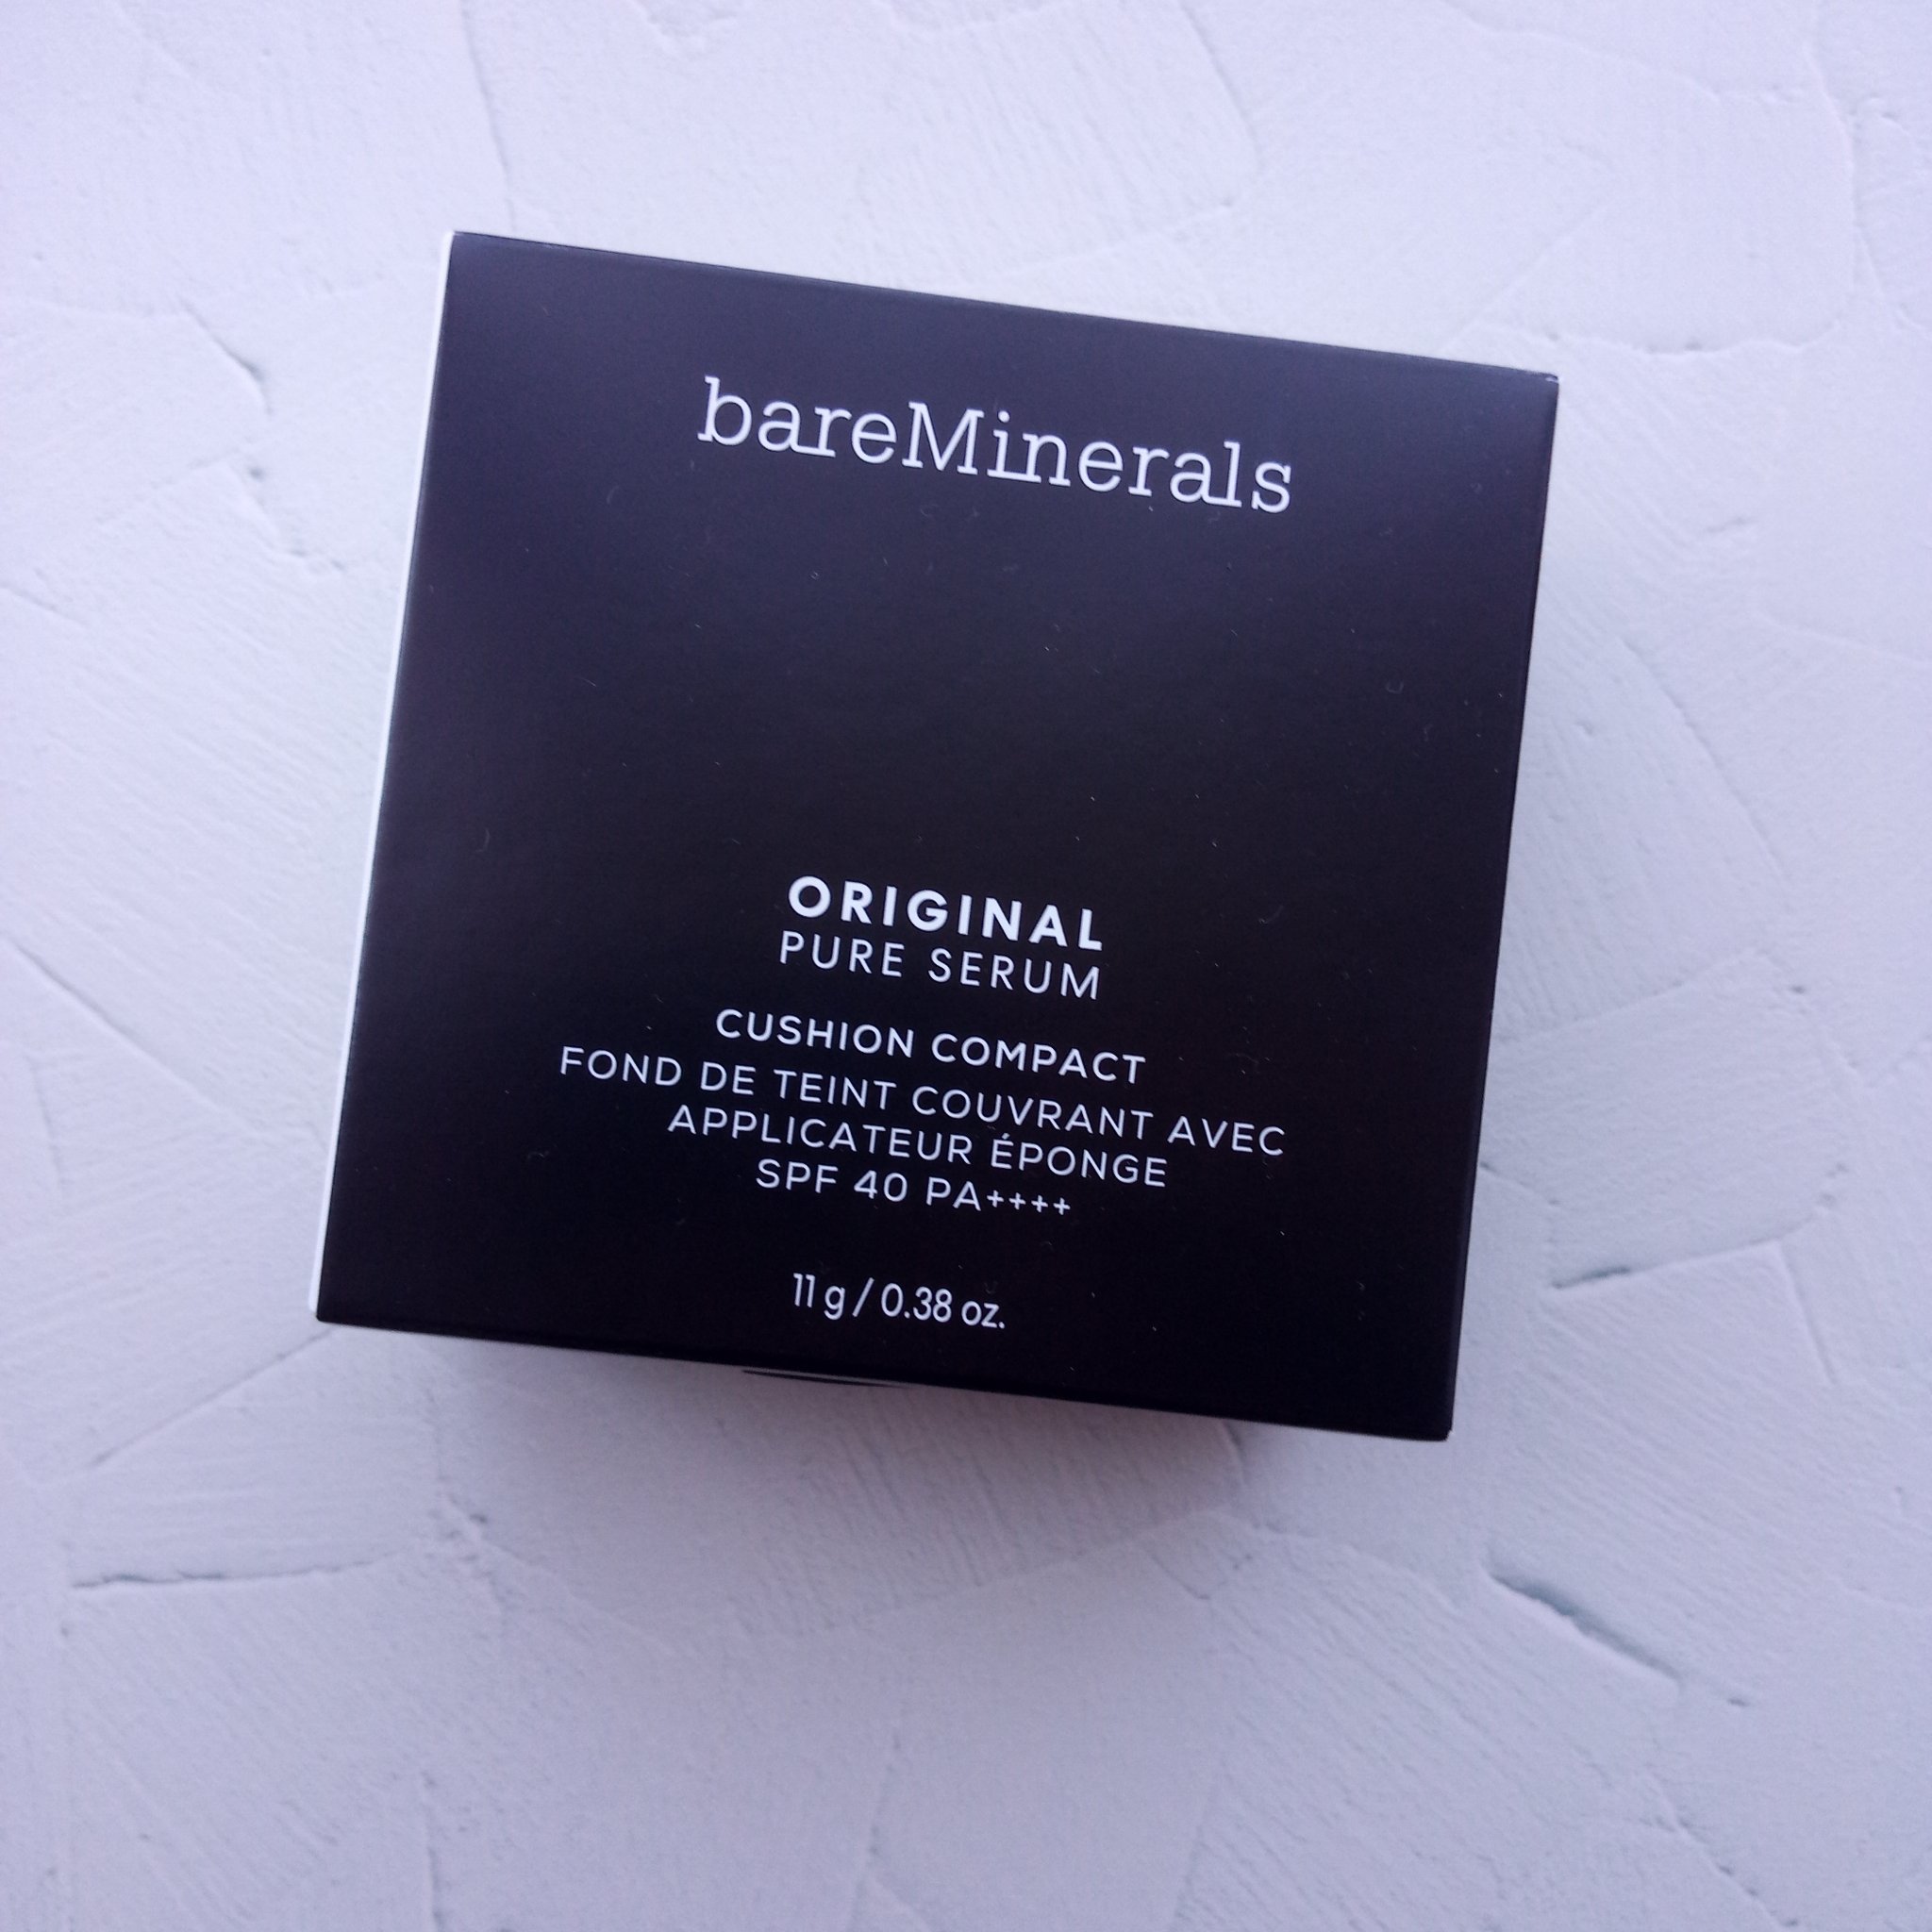 bareMinerals
ORIGINAL
PURE SERUM
CUSHION COMPACT
FOND DE TEINT COUVRANT AVEC
APPLICATEUR ÉPONGE
SPF 40 PA++++
11 g / 0.38 oz.